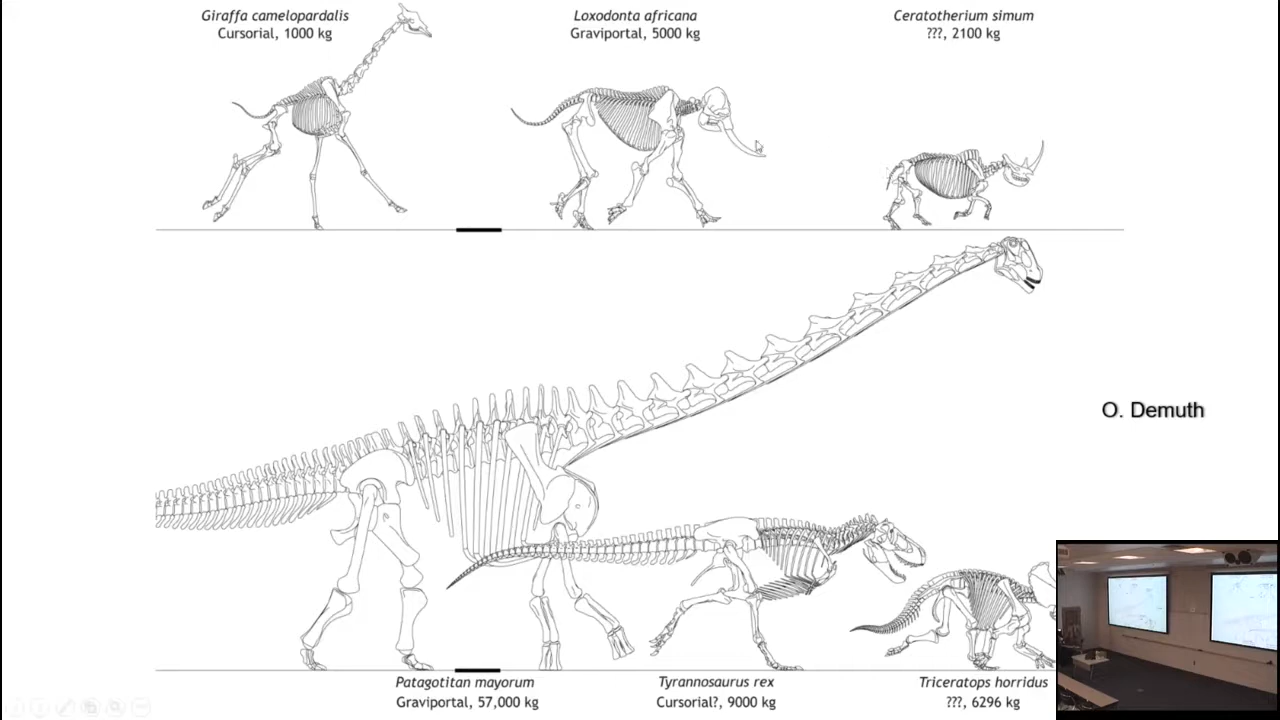 Giraffa camelopardalis
Cursorial, 1000 kg
Loxodonta africana
Graviportal, 5000 kg
Ceratotherium simum
???, 2100 kg
O. Demuth
Patagotitan mayorum
Graviportal, 57,000 kg
Tyrannosaurus rex
Cursorial?, 9000 kg
Triceratops horridus
???, 6296 kg